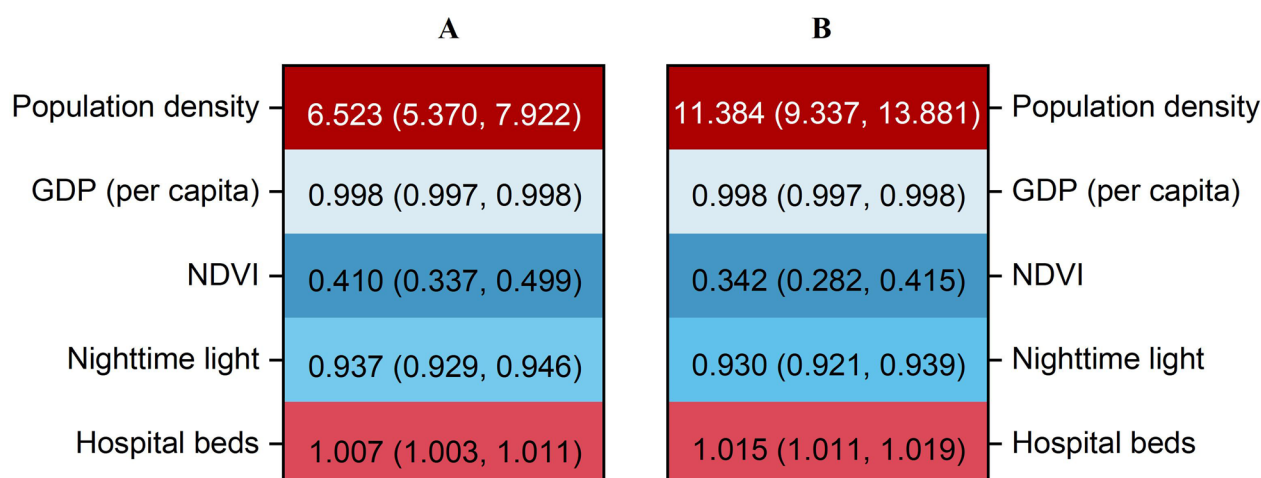 A B
Population density 6.523 (5.370, 7.922) 11.384 (9.337, 13.881) Population density
GDP (per capita) 0.998 (0.997, 0.998) 0.998 (0.997, 0.998) GDP (per capita)
NDVI 0.410 (0.337, 0.499) 0.342 (0.282, 0.415) NDVI
Nighttime light 0.937 (0.929, 0.946) 0.930 (0.921, 0.939) Nighttime light
Hospital beds 1.007 (1.003, 1.011) 1.015 (1.011, 1.019) Hospital beds